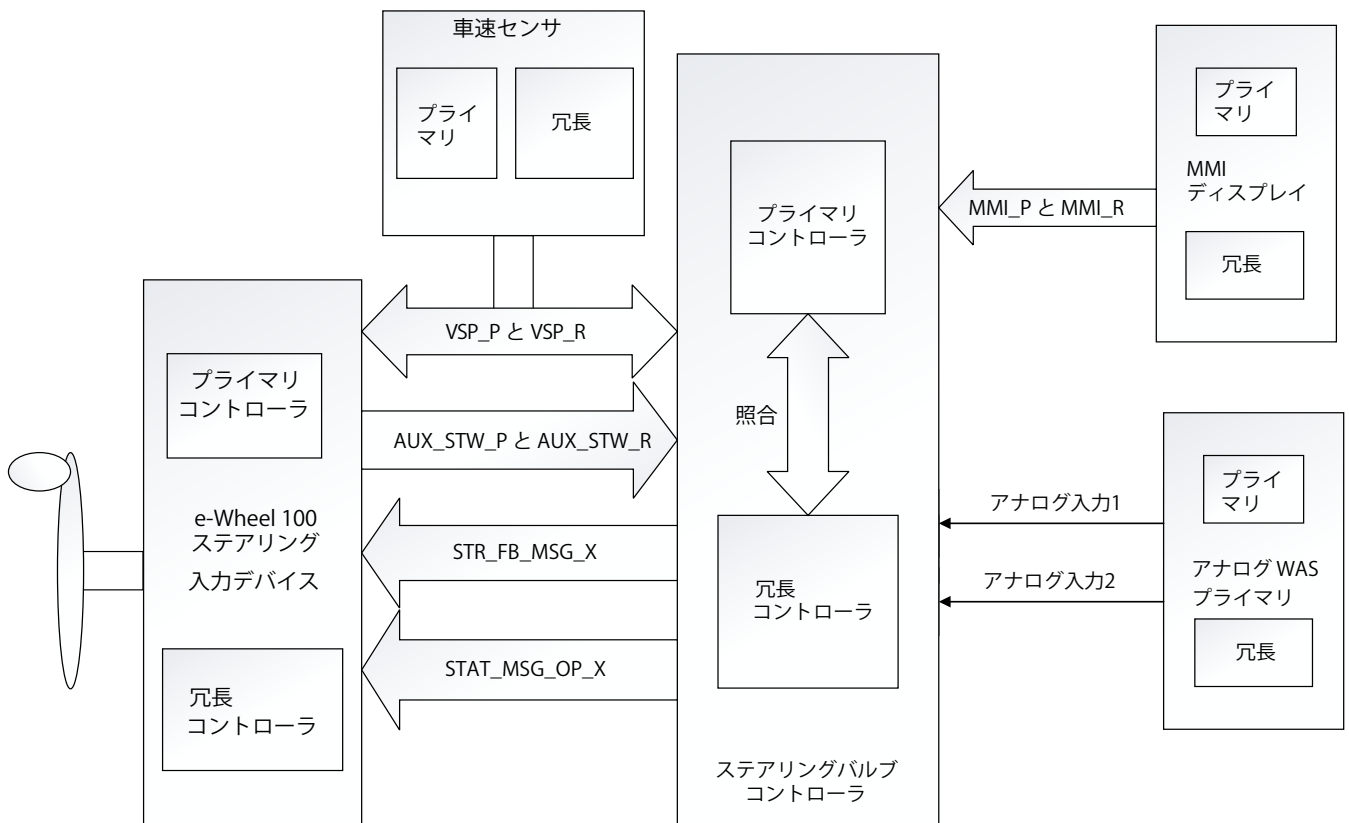 車速センサ
プライ
マリ
冗長
プライマリ
コントローラ
e-Wheel 100
ステアリング
入力デバイス
冗長
コントローラ
VSP_P と VSP_R
AUX_STW_P と AUX_STW_R
STR_FB_MSG_X
STAT_MSG_OP_X
プライマリ
コントローラ
照合
冗長
コントローラ
ステアリングバルブ
コントローラ
MMI_P と MMI_R
プライ
マリ
MMI
ディスプレイ
冗長
アナログ入力1
アナログ入力2
プライ
マリ
アナログ WAS
プライマリ
冗長